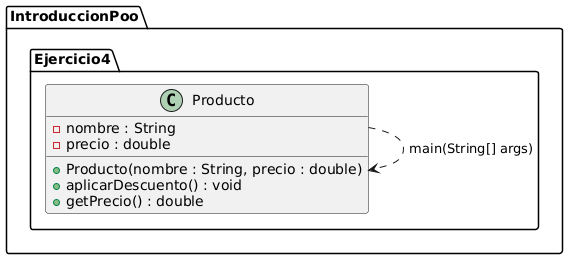 IntroduccionPoo
Ejercicio4
C Producto
nombre : String
precio : double
main(String[] args)
Producto(nombre : String, precio : double)
aplicarDescuento() : void
getPrecio() : double